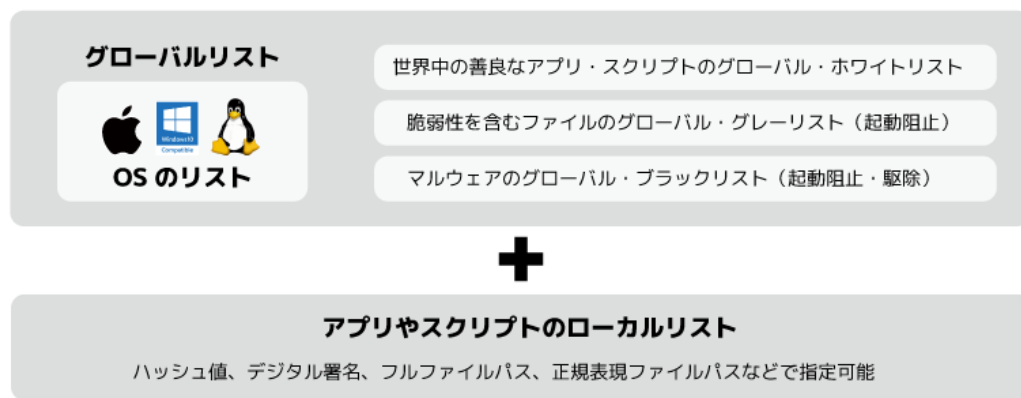 グローバルリスト
Windows10
Compatible
OS のリスト
世界中の善良なアプリ・スクリプトのグローバル・ホワイトリスト
脆弱性を含むファイルのグローバル・グレーリスト（起動阻止）
マルウェアのグローバル・ブラックリスト（起動阻止・駆除）
アプリやスクリプトのローカルリスト
ハッシュ値、デジタル署名、フルファイルパス、正規表現ファイルパスなどで指定可能